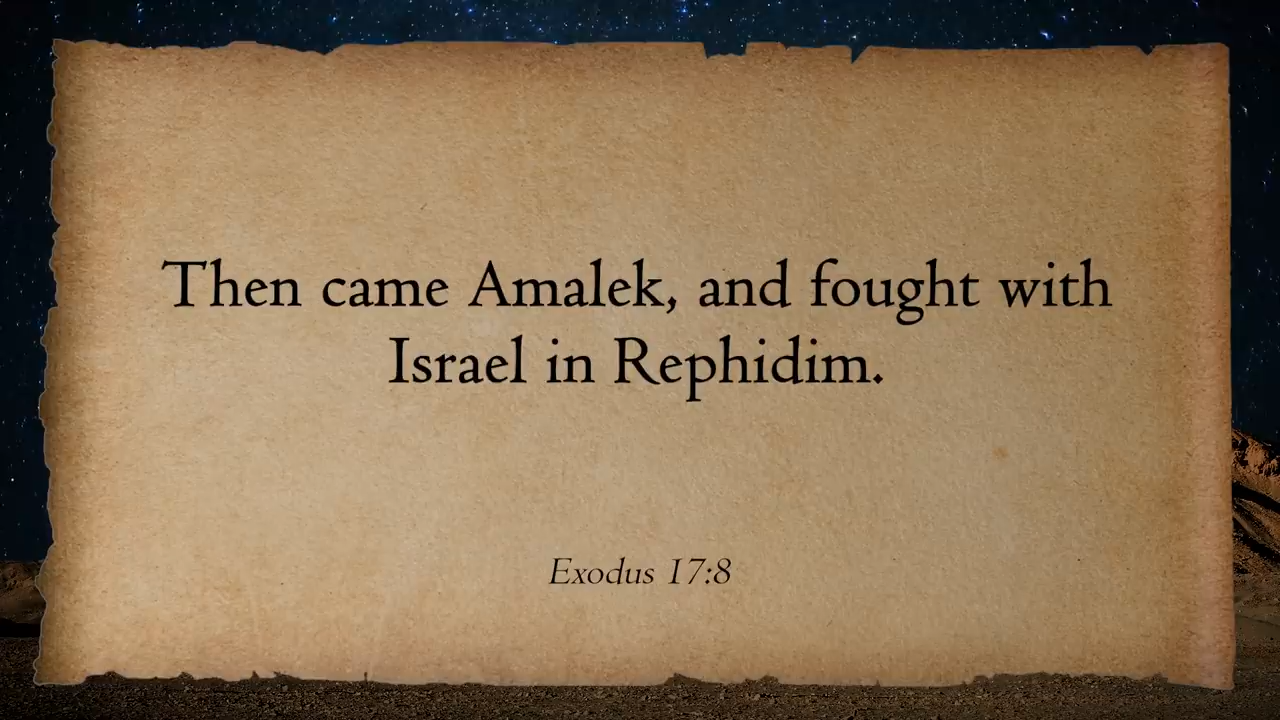 Then came Amalek, and fought with
Israel in Rephidim.
Exodus 17:8